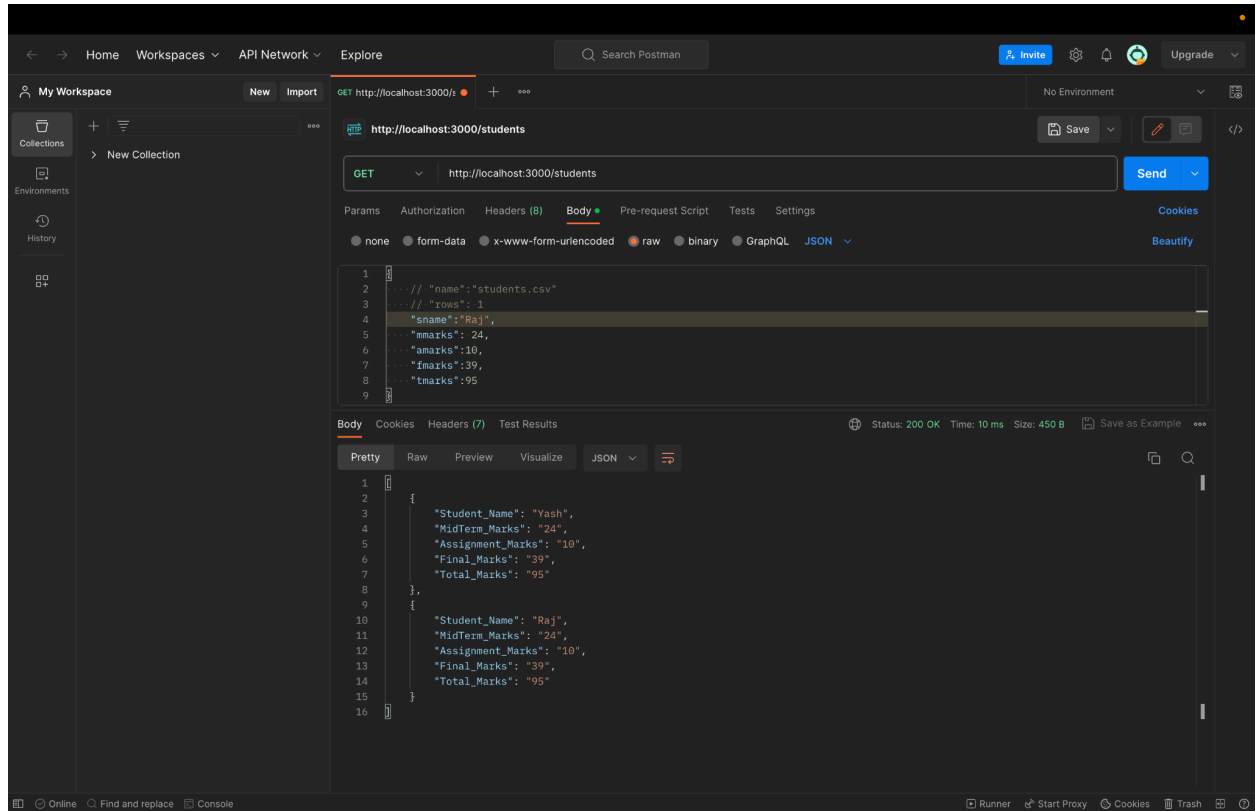 Home Workspaces API Network Explore Search Postman Invite Upgrade
My Workspace New Import GET http://localhost:3000/s No Environment
Collections
New Collection
Environments
History
HTTP http://localhost:3000/students Save
GET http://localhost:3000/students Send
Params Authorization Headers (8) Body Pre-request Script Tests Settings Cookies
none form-data x-www-form-urlencoded raw binary GraphQL JSON Beautify
1 {
2 // "name":"students.csv"
3 // "rows": 1
4 "sname":"Raj",
5 "mmarks": 24,
6 "amarks":10,
7 "fmarks":39,
8 "tmarks":95
9 }
Body Cookies Headers (7) Test Results Status: 200 OK Time: 10 ms Size: 450 B Save as Example
Pretty Raw Preview Visualize JSON
1 [
2 {
3 "Student_Name": "Yash",
4 "MidTerm_Marks": "24",
5 "Assignment_Marks": "10",
6 "Final_Marks": "39",
7 "Total_Marks": "95"
8 },
9 {
10 "Student_Name": "Raj",
11 "MidTerm_Marks": "24",
12 "Assignment_Marks": "10",
13 "Final_Marks": "39",
14 "Total_Marks": "95"
15 }
16 ]
Online Find and replace Console Runner Start Proxy Cookies Trash